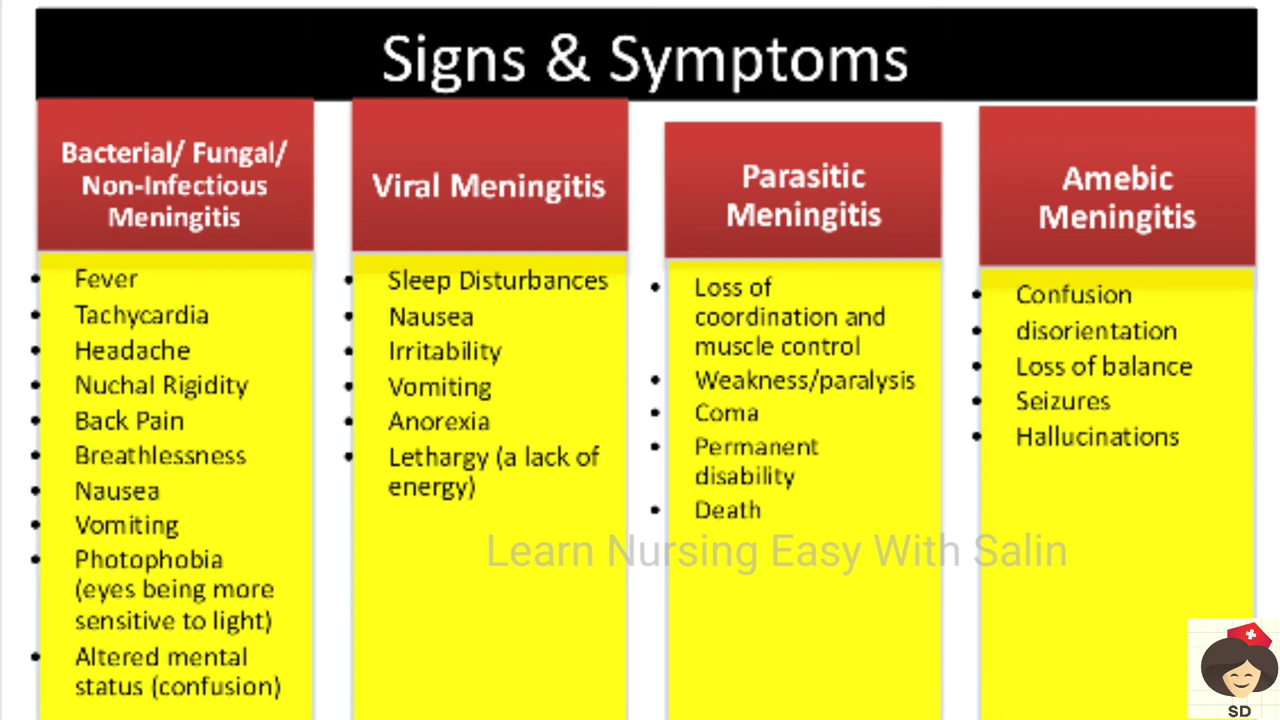 Signs & Symptoms
Bacterial/ Fungal/
Non-Infectious
Meningitis
• Fever
• Tachycardia
• Headache
• Nuchal Rigidity
• Back Pain
• Breathlessness
• Nausea
• Vomiting
• Photophobia
(eyes being more
sensitive to light)
• Altered mental
status (confusion)
Viral Meningitis
• Sleep Disturbances
• Nausea
• Irritability
• Vomiting
• Anorexia
• Lethargy (a lack of
energy)
Parasitic
Meningitis
• Loss of
coordination and
muscle control
• Weakness/paralysis
• Coma
• Permanent
disability
• Death
Amebic
Meningitis
• Confusion
• disorientation
• Loss of balance
• Seizures
• Hallucinations
Learn Nursing Easy With Salin
SD